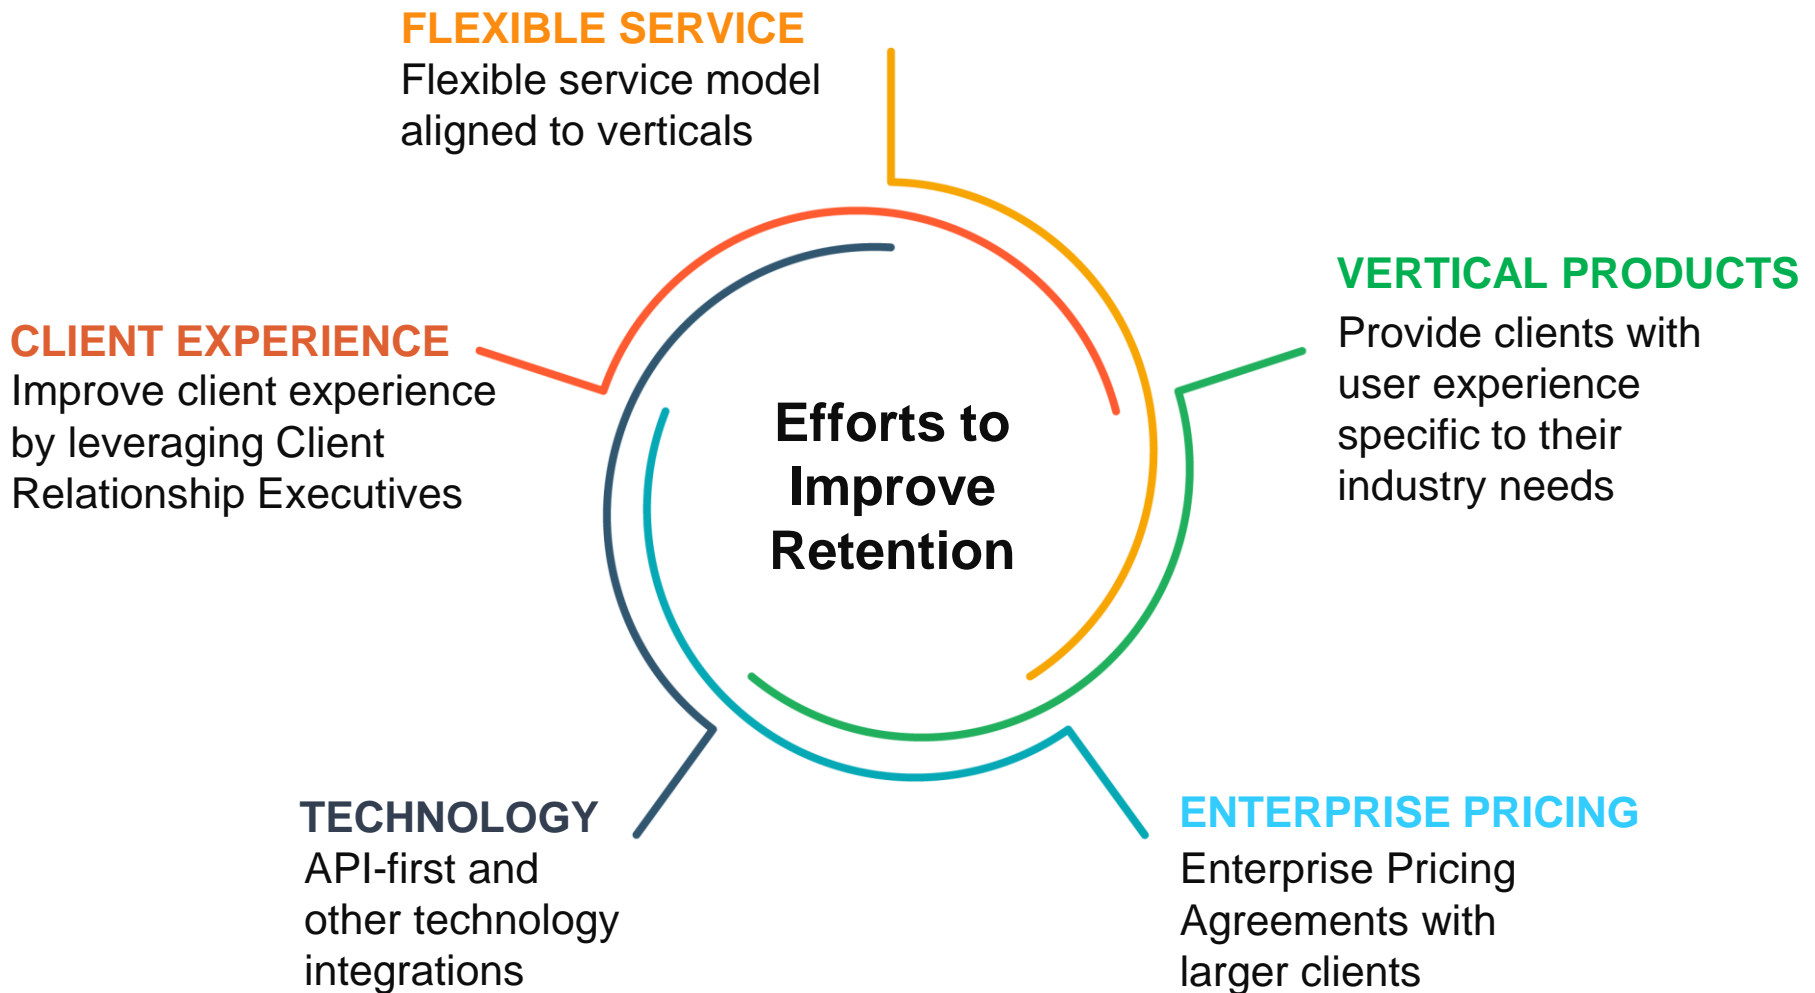 FLEXIBLE SERVICE
Flexible service model
aligned to verticals
VERTICAL PRODUCTS
Provide clients with
user experience
specific to their
industry needs
CLIENT EXPERIENCE
Improve client experience
by leveraging Client
Relationship Executives
Efforts to
Improve
Retention
TECHNOLOGY
API-first and
other technology
integrations
ENTERPRISE PRICING
Enterprise Pricing
Agreements with
larger clients